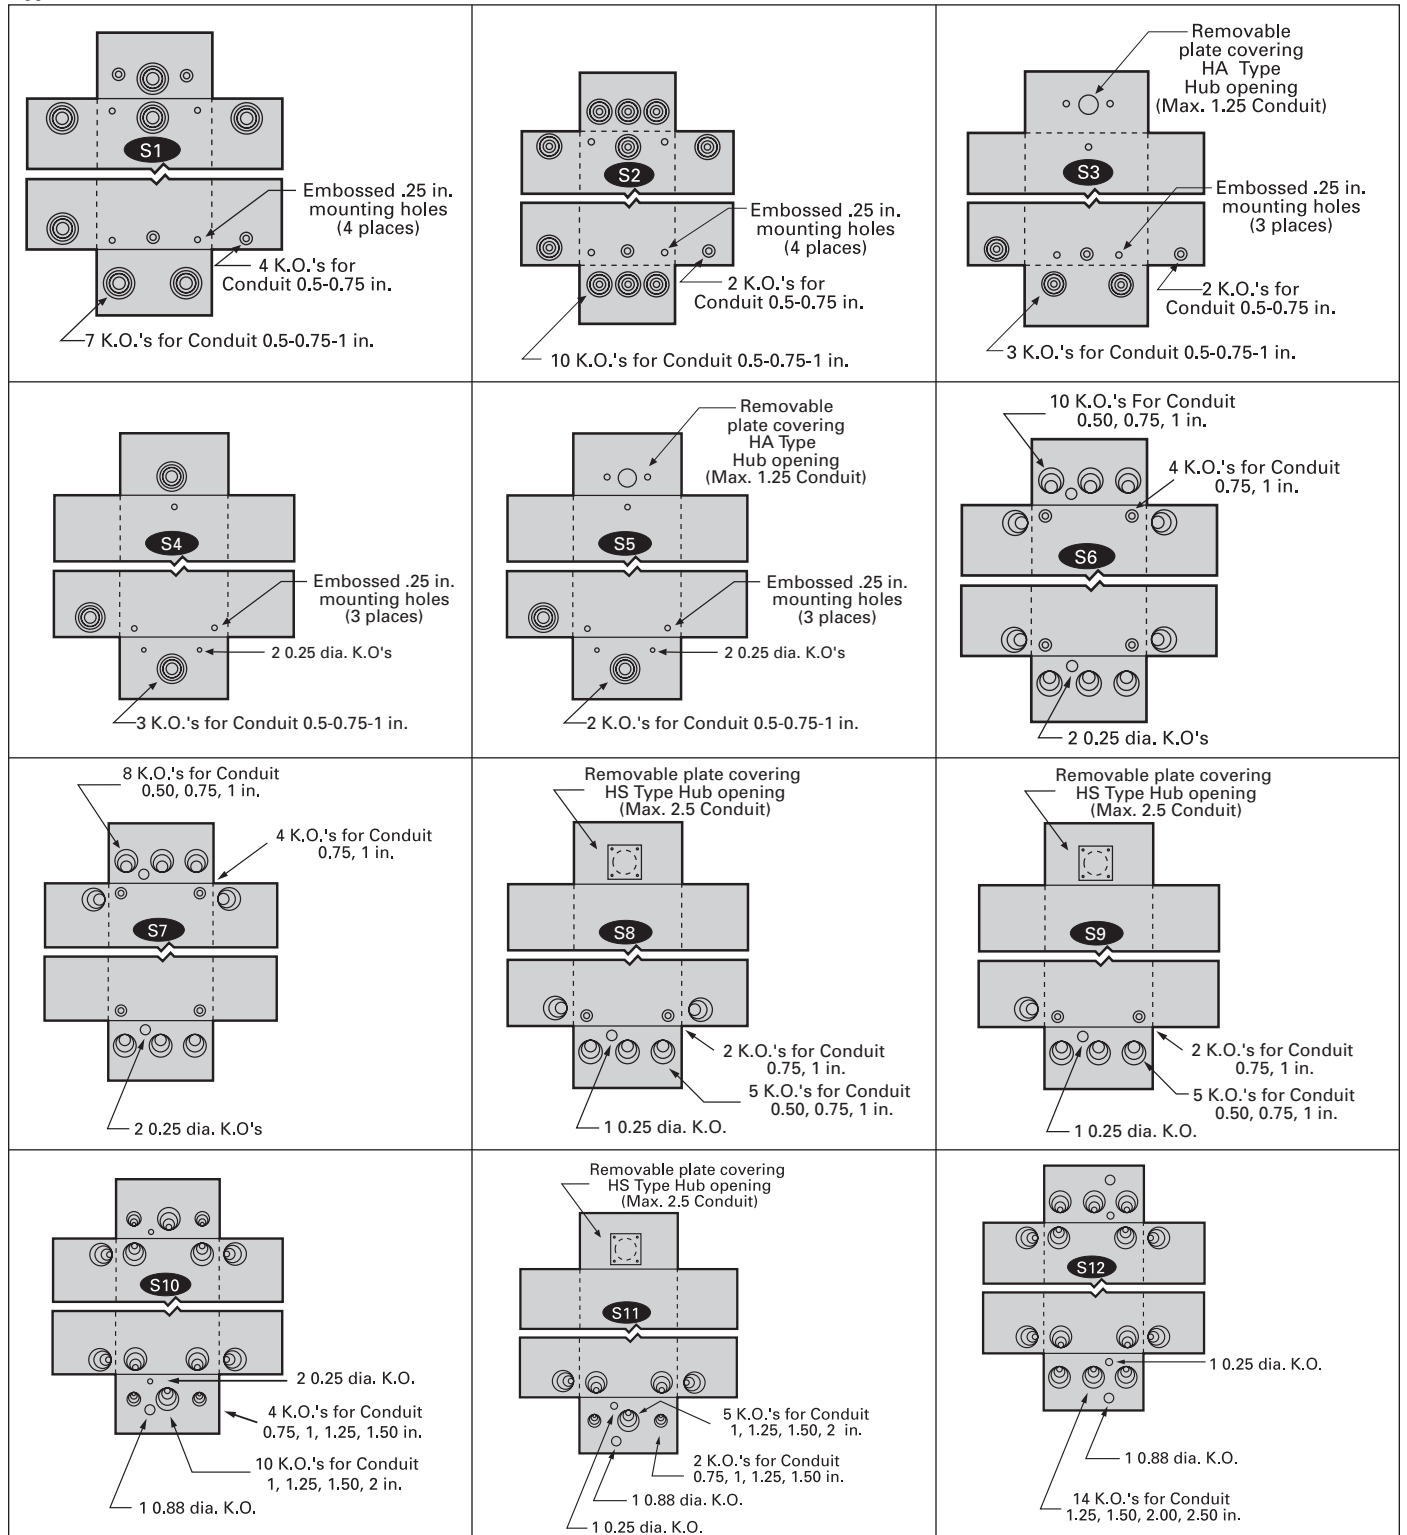 S1
Embossed .25 in.
mounting holes
(4 places)
4 K.O.'s for
Conduit 0.5-0.75 in.
7 K.O.'s for Conduit 0.5-0.75-1 in.
S2
Embossed .25 in.
mounting holes
(4 places)
2 K.O.'s for
Conduit 0.5-0.75 in.
10 K.O.'s for Conduit 0.5-0.75-1 in.
Removable
plate covering
HA Type
Hub opening
(Max. 1.25 Conduit)
S3
Embossed .25 in.
mounting holes
(3 places)
2 K.O.'s for
Conduit 0.5-0.75 in.
3 K.O.'s for Conduit 0.5-0.75-1 in.
S4
Embossed .25 in.
mounting holes
(3 places)
2 0.25 dia. K.O's
3 K.O.'s for Conduit 0.5-0.75-1 in.
Removable
plate covering
HA Type
Hub opening
(Max. 1.25 Conduit)
S5
Embossed .25 in.
mounting holes
(3 places)
2 0.25 dia. K.O's
2 K.O.'s for Conduit 0.5-0.75-1 in.
10 K.O.'s For Conduit
0.50, 0.75, 1 in.
4 K.O.'s for Conduit
0.75, 1 in.
S6
2 0.25 dia. K.O's
8 K.O.'s for Conduit
0.50, 0.75, 1 in.
4 K.O.'s for Conduit
0.75, 1 in.
S7
2 0.25 dia. K.O's
Removable plate covering
HS Type Hub opening
(Max. 2.5 Conduit)
S8
2 K.O.'s for Conduit
0.75, 1 in.
5 K.O.'s for Conduit
0.50, 0.75, 1 in.
1 0.25 dia. K.O.
Removable plate covering
HS Type Hub opening
(Max. 2.5 Conduit)
S9
2 K.O.'s for Conduit
0.75, 1 in.
5 K.O.'s for Conduit
0.50, 0.75, 1 in.
1 0.25 dia. K.O.
S10
2 0.25 dia. K.O.
4 K.O.'s for Conduit
0.75, 1, 1.25, 1.50 in.
10 K.O.'s for Conduit
1, 1.25, 1.50, 2 in.
1 0.88 dia. K.O.
Removable plate covering
HS Type Hub opening
(Max. 2.5 Conduit)
S11
5 K.O.'s for Conduit
1, 1.25, 1.50, 2 in.
2 K.O.'s for Conduit
0.75, 1, 1.25, 1.50 in.
1 0.88 dia. K.O.
1 0.25 dia. K.O.
S12
1 0.25 dia. K.O.
1 0.88 dia. K.O.
14 K.O.'s for Conduit
1.25, 1.50, 2.00, 2.50 in.